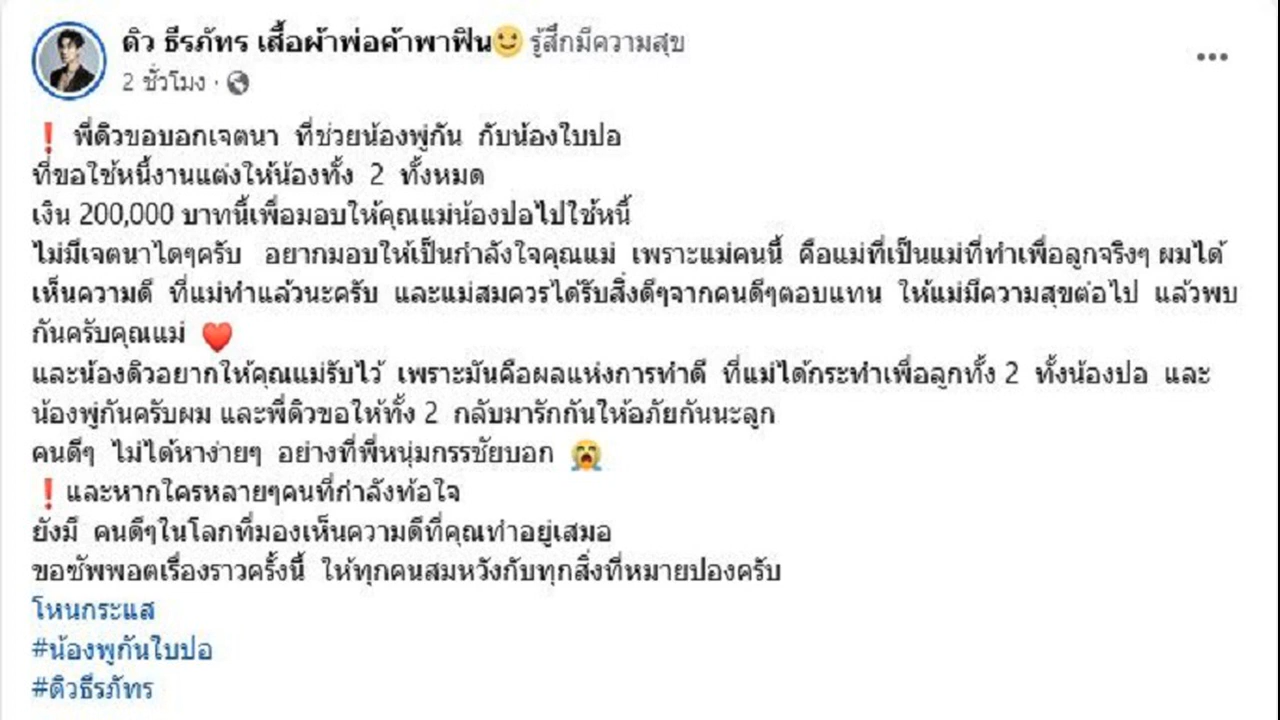 ดิว ธีรภัทร เสื้อผ้าพ่อค้าพาฟิน😉 รู้สึกมีความสุข
2 ชั่วโมง ·
❗ พี่ดิวขอบอกเจตนา ที่ช่วยน้องพู่กัน กับน้องใบปอ
ที่ขอใช้หนี้งานแต่งให้น้องทั้ง 2 ทั้งหมด
เงิน 200,000 บาทนี้เพื่อมอบให้คุณแม่น้องปอไปใช้หนี้
ไม่มีเจตนาใดๆครับ อยากมอบให้เป็นกำลังใจคุณแม่ เพราะแม่คนนี้ คือแม่ที่เป็นแม่ที่ทำเพื่อลูกจริงๆ ผมได้
เห็นความดี ที่แม่ทำแล้วนะครับ และแม่สมควรได้รับสิ่งดีๆจากคนดีๆตอบแทน ให้แม่มีความสุขต่อไป แล้วพบ
กันครับคุณแม่ ❤️
และน้องดิวอยากให้คุณแม่รับไว้ เพราะมันคือผลแห่งการทำดี ที่แม่ได้กระทำเพื่อลูกทั้ง 2 ทั้งน้องปอ และ
น้องพู่กันครับผม และพี่ดิวขอให้ทั้ง 2 กลับมารักกันให้อภัยกันนะลูก
คนดีๆ ไม่ได้หาง่ายๆ อย่างที่พี่หนุ่มกรรชัยบอก 😭
❗และหากใครหลายๆคนที่กำลังท้อใจ
ยังมี คนดีๆในโลกที่มองเห็นความดีที่คุณทำอยู่เสมอ
ขอซัพพอตเรื่องราวครั้งนี้ ให้ทุกคนสมหวังกับทุกสิ่งที่หมายปองครับ
โหนกระแส
#น้องพูกันใบปอ
#ดิวธีรภัทร